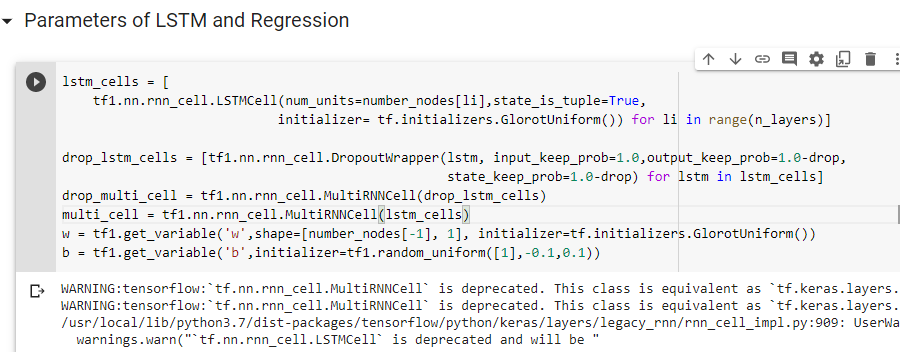 Parameters of LSTM and Regression
lstm_cells = [
    tf1.nn.rnn_cell.LSTMCell(num_units=number_nodes[li],state_is_tuple=True,
                            initializer= tf.initializers.GlorotUniform()) for li in range(n_layers)]
drop_lstm_cells = [tf1.nn.rnn_cell.DropoutWrapper(lstm, input_keep_prob=1.0,output_keep_prob=1.0-drop,
                                                  state_keep_prob=1.0-drop) for lstm in lstm_cells]
drop_multi_cell = tf1.nn.rnn_cell.MultiRNNCell(drop_lstm_cells)
multi_cell = tf1.nn.rnn_cell.MultiRNNCell(lstm_cells)
w = tf1.get_variable('w',shape=[number_nodes[-1], 1], initializer=tf.initializers.GlorotUniform())
b = tf1.get_variable('b',initializer=tf1.random_uniform([1],-0.1,0.1))
WARNING:tensorflow:`tf.nn.rnn_cell.MultiRNNCell` is deprecated. This class is equivalent as `tf.keras.layers.
WARNING:tensorflow:`tf.nn.rnn_cell.MultiRNNCell` is deprecated. This class is equivalent as `tf.keras.layers.
/usr/local/lib/python3.7/dist-packages/tensorflow/python/keras/layers/legacy_rnn/rnn_cell_impl.py:909: UserWa
  warnings.warn("`tf.nn.rnn_cell.LSTMCell` is deprecated and will be "